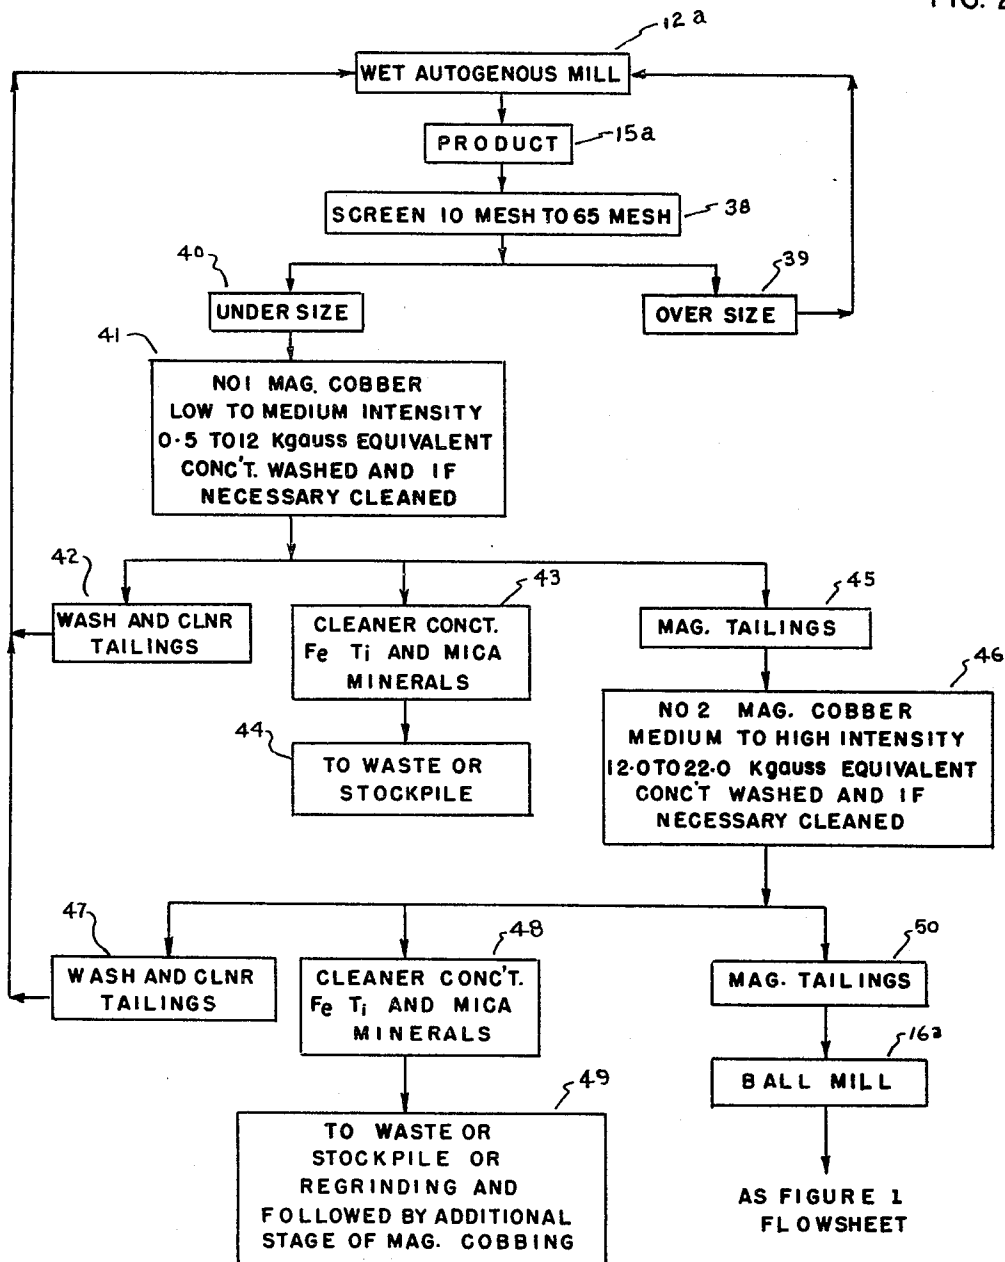 FIG. 2
12a
WET AUTOGENOUS MILL
PRODUCT
15a
SCREEN 10 MESH TO 65 MESH
38
40
39
UNDER SIZE
OVER SIZE
41
NO1 MAG. COBBER
LOW TO MEDIUM INTENSITY
0·5 TO12 Kgauss EQUIVALENT
CONC'T. WASHED AND IF
NECESSARY CLEANED
42
WASH AND CLNR
TAILINGS
43
CLEANER CONCT.
Fe Ti AND MICA
MINERALS
45
MAG. TAILINGS
44
TO WASTE OR
STOCKPILE
46
NO 2 MAG. COBBER
MEDIUM TO HIGH INTENSITY
12·0TO22·0 Kgauss EQUIVALENT
CONC'T WASHED AND IF
NECESSARY CLEANED
47
WASH AND CLNR
TAILINGS
48
CLEANER CONC'T.
Fe Ti AND MICA
MINERALS
50
MAG. TAILINGS
16a
BALL MILL
49
TO WASTE OR
STOCKPILE OR
REGRINDING AND
FOLLOWED BY ADDITIONAL
STAGE OF MAG. COBBING
AS FIGURE 1
FLOWSHEET